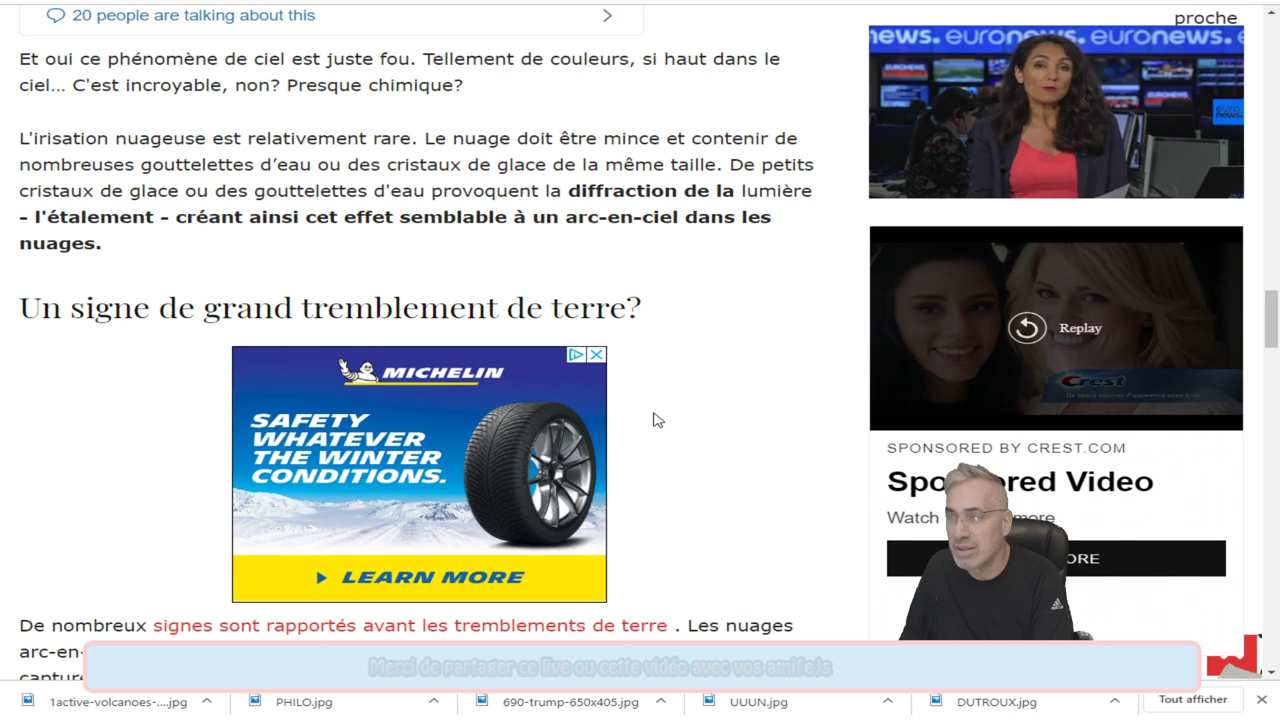 20 people are talking about this
Et oui ce phénomène de ciel est juste fou. Tellement de couleurs, si haut dans le
ciel... C'est incroyable, non? Presque chimique?
L'irisation nuageuse est relativement rare. Le nuage doit être mince et contenir de
nombreuses gouttelettes d’eau ou des cristaux de glace de la même taille. De petits
cristaux de glace ou des gouttelettes d'eau provoquent la diffraction de la lumière
- l'étalement - créant ainsi cet effet semblable à un arc-en-ciel dans les
nuages.
Un signe de grand tremblement de terre?
MICHELIN
SAFETY
WHATEVER
THE WINTER
CONDITIONS.
LEARN MORE
De nombreux signes sont rapportés avant les tremblements de terre . Les nuages
arc-en-
proche
news. euronews. euronews.
Replay
Crest
SPONSORED BY CREST.COM
Sponsored Video
Watch
ORE
Merci de partager ce live ou cette vidéo avec vos ami(e)s
1active-volcanoes-....jpg
PHILO.jpg
690-trump-650x405.jpg
UUUN.jpg
DUTROUX.jpg
Tout afficher